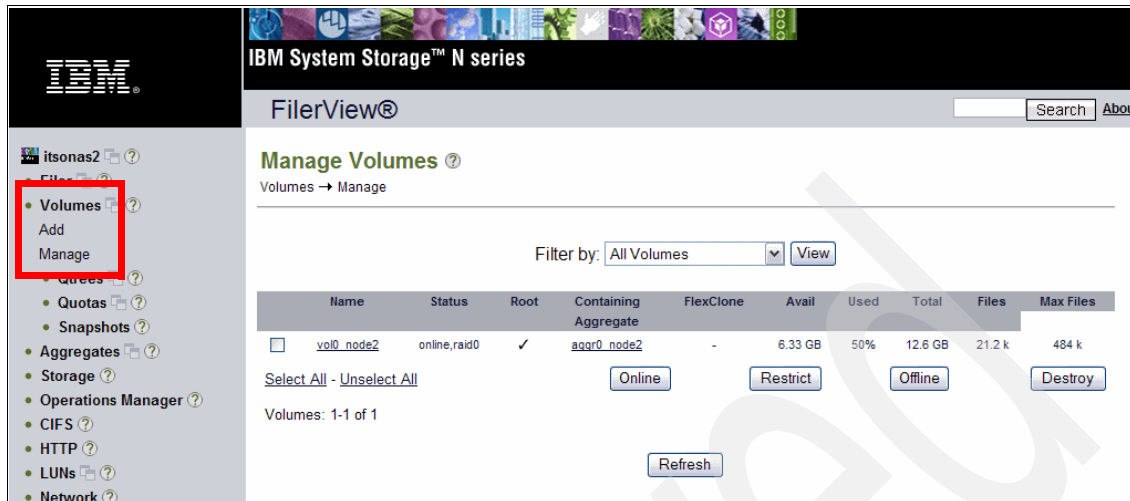 IBM®
IBM System Storage™ N series
FilerView®
Search
Abou
itsonas2
Filer
Volumes
Add
Manage
Qtrees
Quotas
Snapshots
Aggregates
Storage
Operations Manager
CIFS
HTTP
LUNs
Network
Manage Volumes
Volumes → Manage
Filter by: All Volumes View
Name Status Root Containing Aggregate FlexClone Avail Used Total Files Max Files
vol0_node2 online,raid0 ✓ aggr0_node2 - 6.33 GB 50% 12.6 GB 21.2 k 484 k
Select All - Unselect All Online Restrict Offline Destroy
Volumes: 1-1 of 1
Refresh